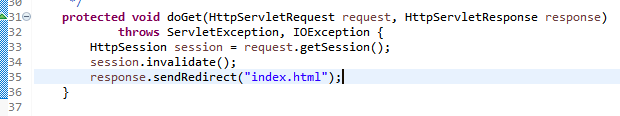 */
31 protected void doGet(HttpServletRequest request, HttpServletResponse response)
32 throws ServletException, IOException {
33 HttpSession session = request.getSession();
34 session.invalidate();
35 response.sendRedirect("index.html");
36 }
37